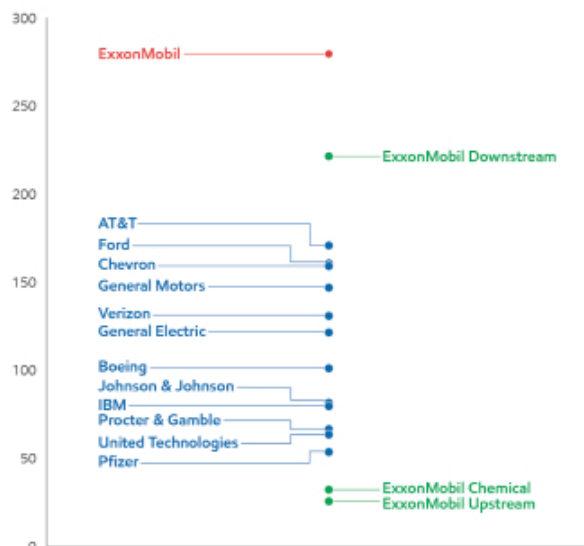 300
ExxonMobil
250
ExxonMobil Downstream
200
AT&T
Ford
Chevron
150
General Motors
Verizon
General Electric
100
Boeing
Johnson & Johnson
IBM
Procter & Gamble
United Technologies
50
Pfizer
ExxonMobil Chemical
ExxonMobil Upstream
0